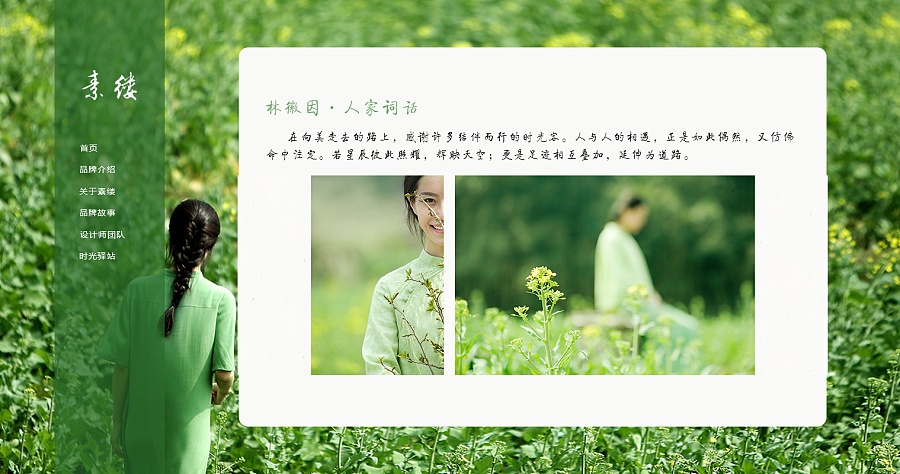 素缕
首页
品牌介绍
关于素缕
品牌故事
设计师团队
时光驿站
林徽因·人家词话
在向美走去的路上，感谢许多结伴而行的时光客。人与人的相遇，正是如此偶然，又仿佛
命中注定。若星辰彼此照耀，辉映天空；更是足迹相互叠加，延伸为道路。